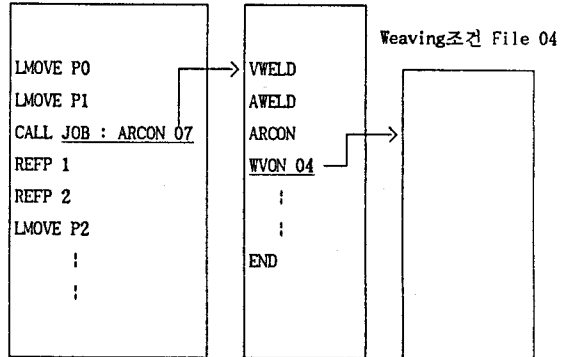 Weaving조건 File 04
LMOVE P0
LMOVE P1
CALL JOB : ARCON 07
REFP 1
REFP 2
LMOVE P2
VWELD
AWELD
ARCON
WVON 04
END